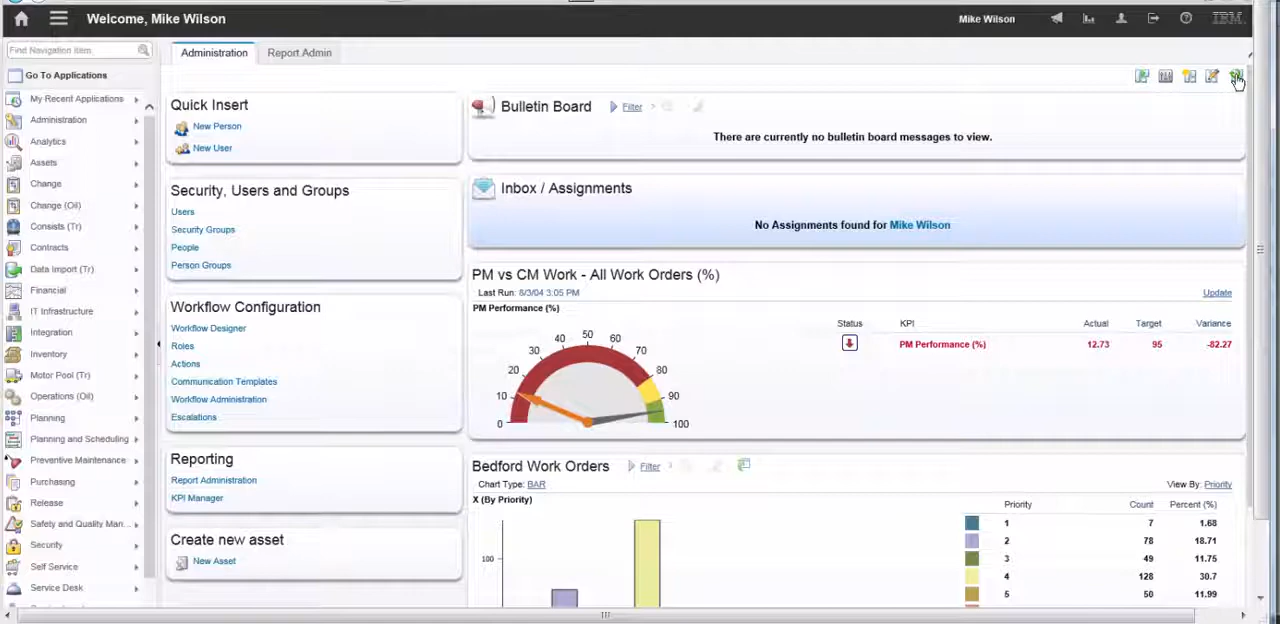 Welcome, Mike Wilson
Mike Wilson
IBM.
Find Navigation Item
Go To Applications
My Recent Applications
Administration
Analytics
Assets
Change
Change (Oil)
Consists (Tr)
Contracts
Data Import (Tr)
Financial
IT Infrastructure
Integration
Inventory
Motor Pool (Tr)
Operations (Oil)
Planning
Planning and Scheduling
Preventive Maintenance
Purchasing
Release
Safety and Quality Man...
Security
Self Service
Service Desk
Administration
Report Admin
Quick Insert
New Person
New User
Security, Users and Groups
Users
Security Groups
People
Person Groups
Workflow Configuration
Workflow Designer
Roles
Actions
Communication Templates
Workflow Administration
Escalations
Reporting
Report Administration
KPI Manager
Create new asset
New Asset
Bulletin Board
Filter
There are currently no bulletin board messages to view.
Inbox / Assignments
No Assignments found for Mike Wilson
PM vs CM Work - All Work Orders (%)
Last Run: 8/3/04 3:05 PM
Update
PM Performance (%)
0 10 20 30 40 50 60 70 80 90 100
Status KPI Actual Target Variance
PM Performance (%) 12.73 95 -82.27
Bedford Work Orders
Filter
Chart Type: BAR
View By: Priority
X (By Priority)
100
Priority Count Percent (%)
1 7 1.68
2 78 18.71
3 49 11.75
4 128 30.7
5 50 11.99